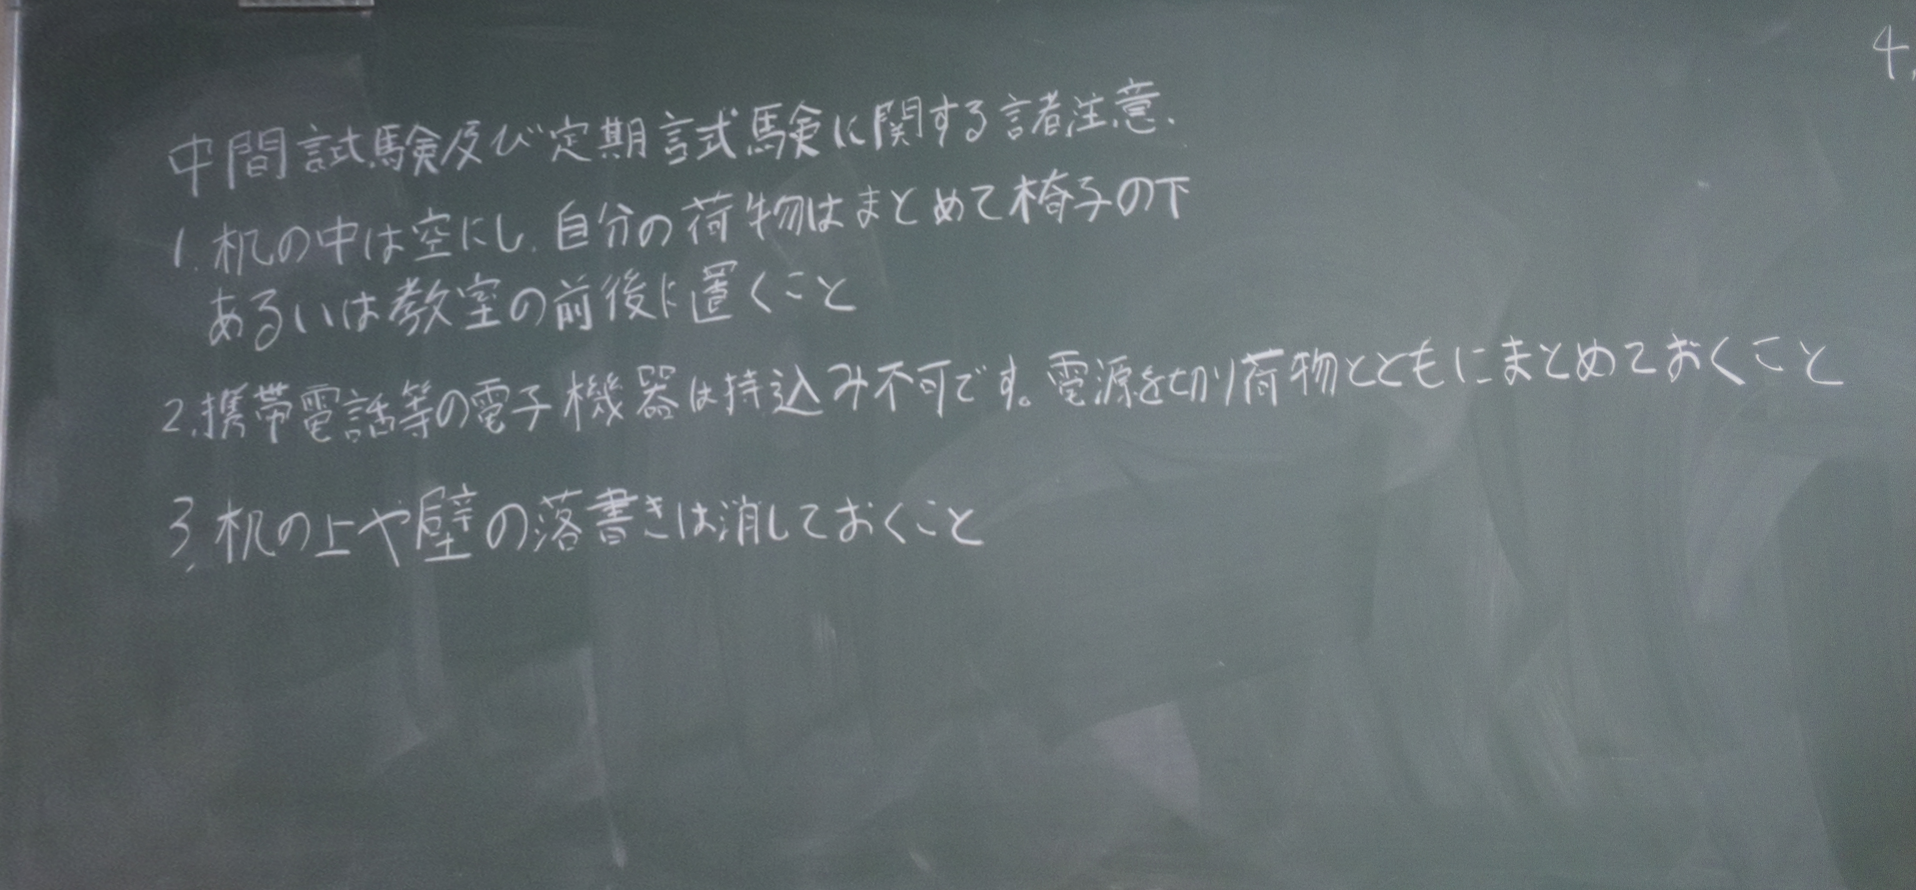 中間試験及び定期試験に関する諸注意.
1. 机の中は空にし、自分の荷物はまとめて椅子の下
あるいは教室の前後に置くこと
2. 携帯電話等の電子機器は持込み不可です。電源を切り荷物とともにまとめておくこと
3. 机の上や壁の落書きは消しておくこと
4.